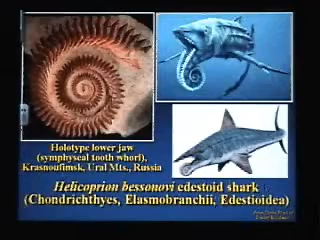 Holotype lower jaw
(symphyseal tooth whorl),
Krasnoufimsk, Ural Mts., Russia
Helicoprion bessonovi edestoid shark
(Chondrichthyes, Elasmobranchii, Edestioidea)